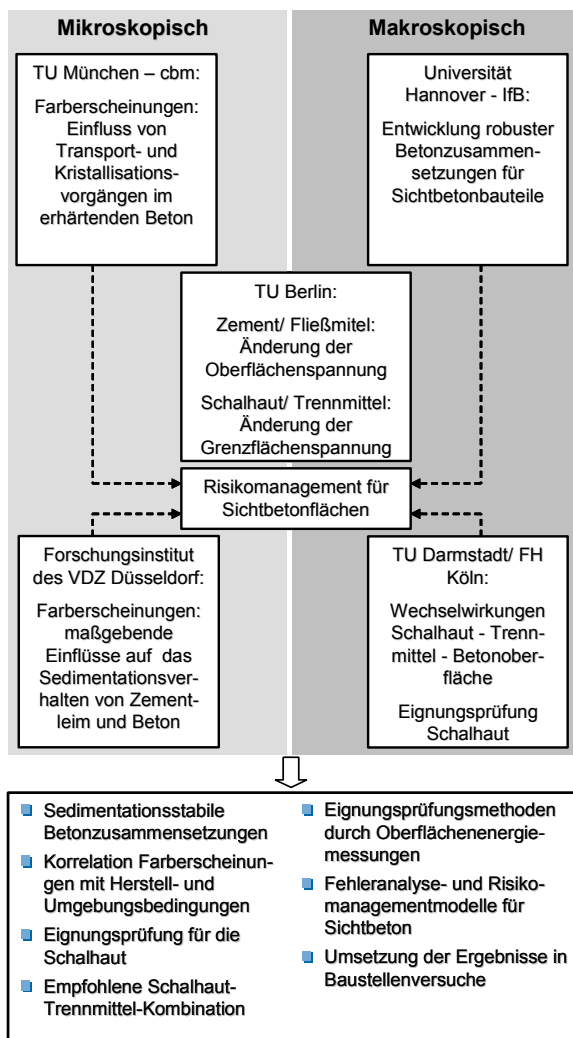 Mikroskopisch
Makroskopisch
TU München – cbm:
Farberscheinungen:
Einfluss von
Transport- und
Kristallisations-
vorgängen im
erhärtenden Beton
Universität
Hannover - IfB:
Entwicklung robuster
Betonzusammen-
setzungen für
Sichtbetonbauteile
TU Berlin:
Zement/ Fließmitel:
Änderung der
Oberflächenspannung
Schalhaut/ Trennmittel:
Änderung der
Grenzflächenspannung
Risikomanagement für
Sichtbetonflächen
Forschungsinstitut
des VDZ Düsseldorf:
Farberscheinungen:
maßgebende
Einflüsse auf das
Sedimentationsver-
halten von Zement-
leim und Beton
TU Darmstadt/ FH
Köln:
Wechselwirkungen
Schalhaut - Trenn-
mittel - Betonober-
fläche
Eignungsprüfung
Schalhaut
Sedimentationsstabile
Betonzusammensetzungen
Korrelation Farberscheinun-
gen mit Herstell- und
Umgebungsbedingungen
Eignungsprüfung für die
Schalhaut
Empfohlene Schalhaut-
Trennmittel-Kombination
Eignungsprüfungsmethoden
durch Oberflächenenergie-
messungen
Fehleranalyse- und Risiko-
managementmodelle für
Sichtbeton
Umsetzung der Ergebnisse in
Baustellenversuche